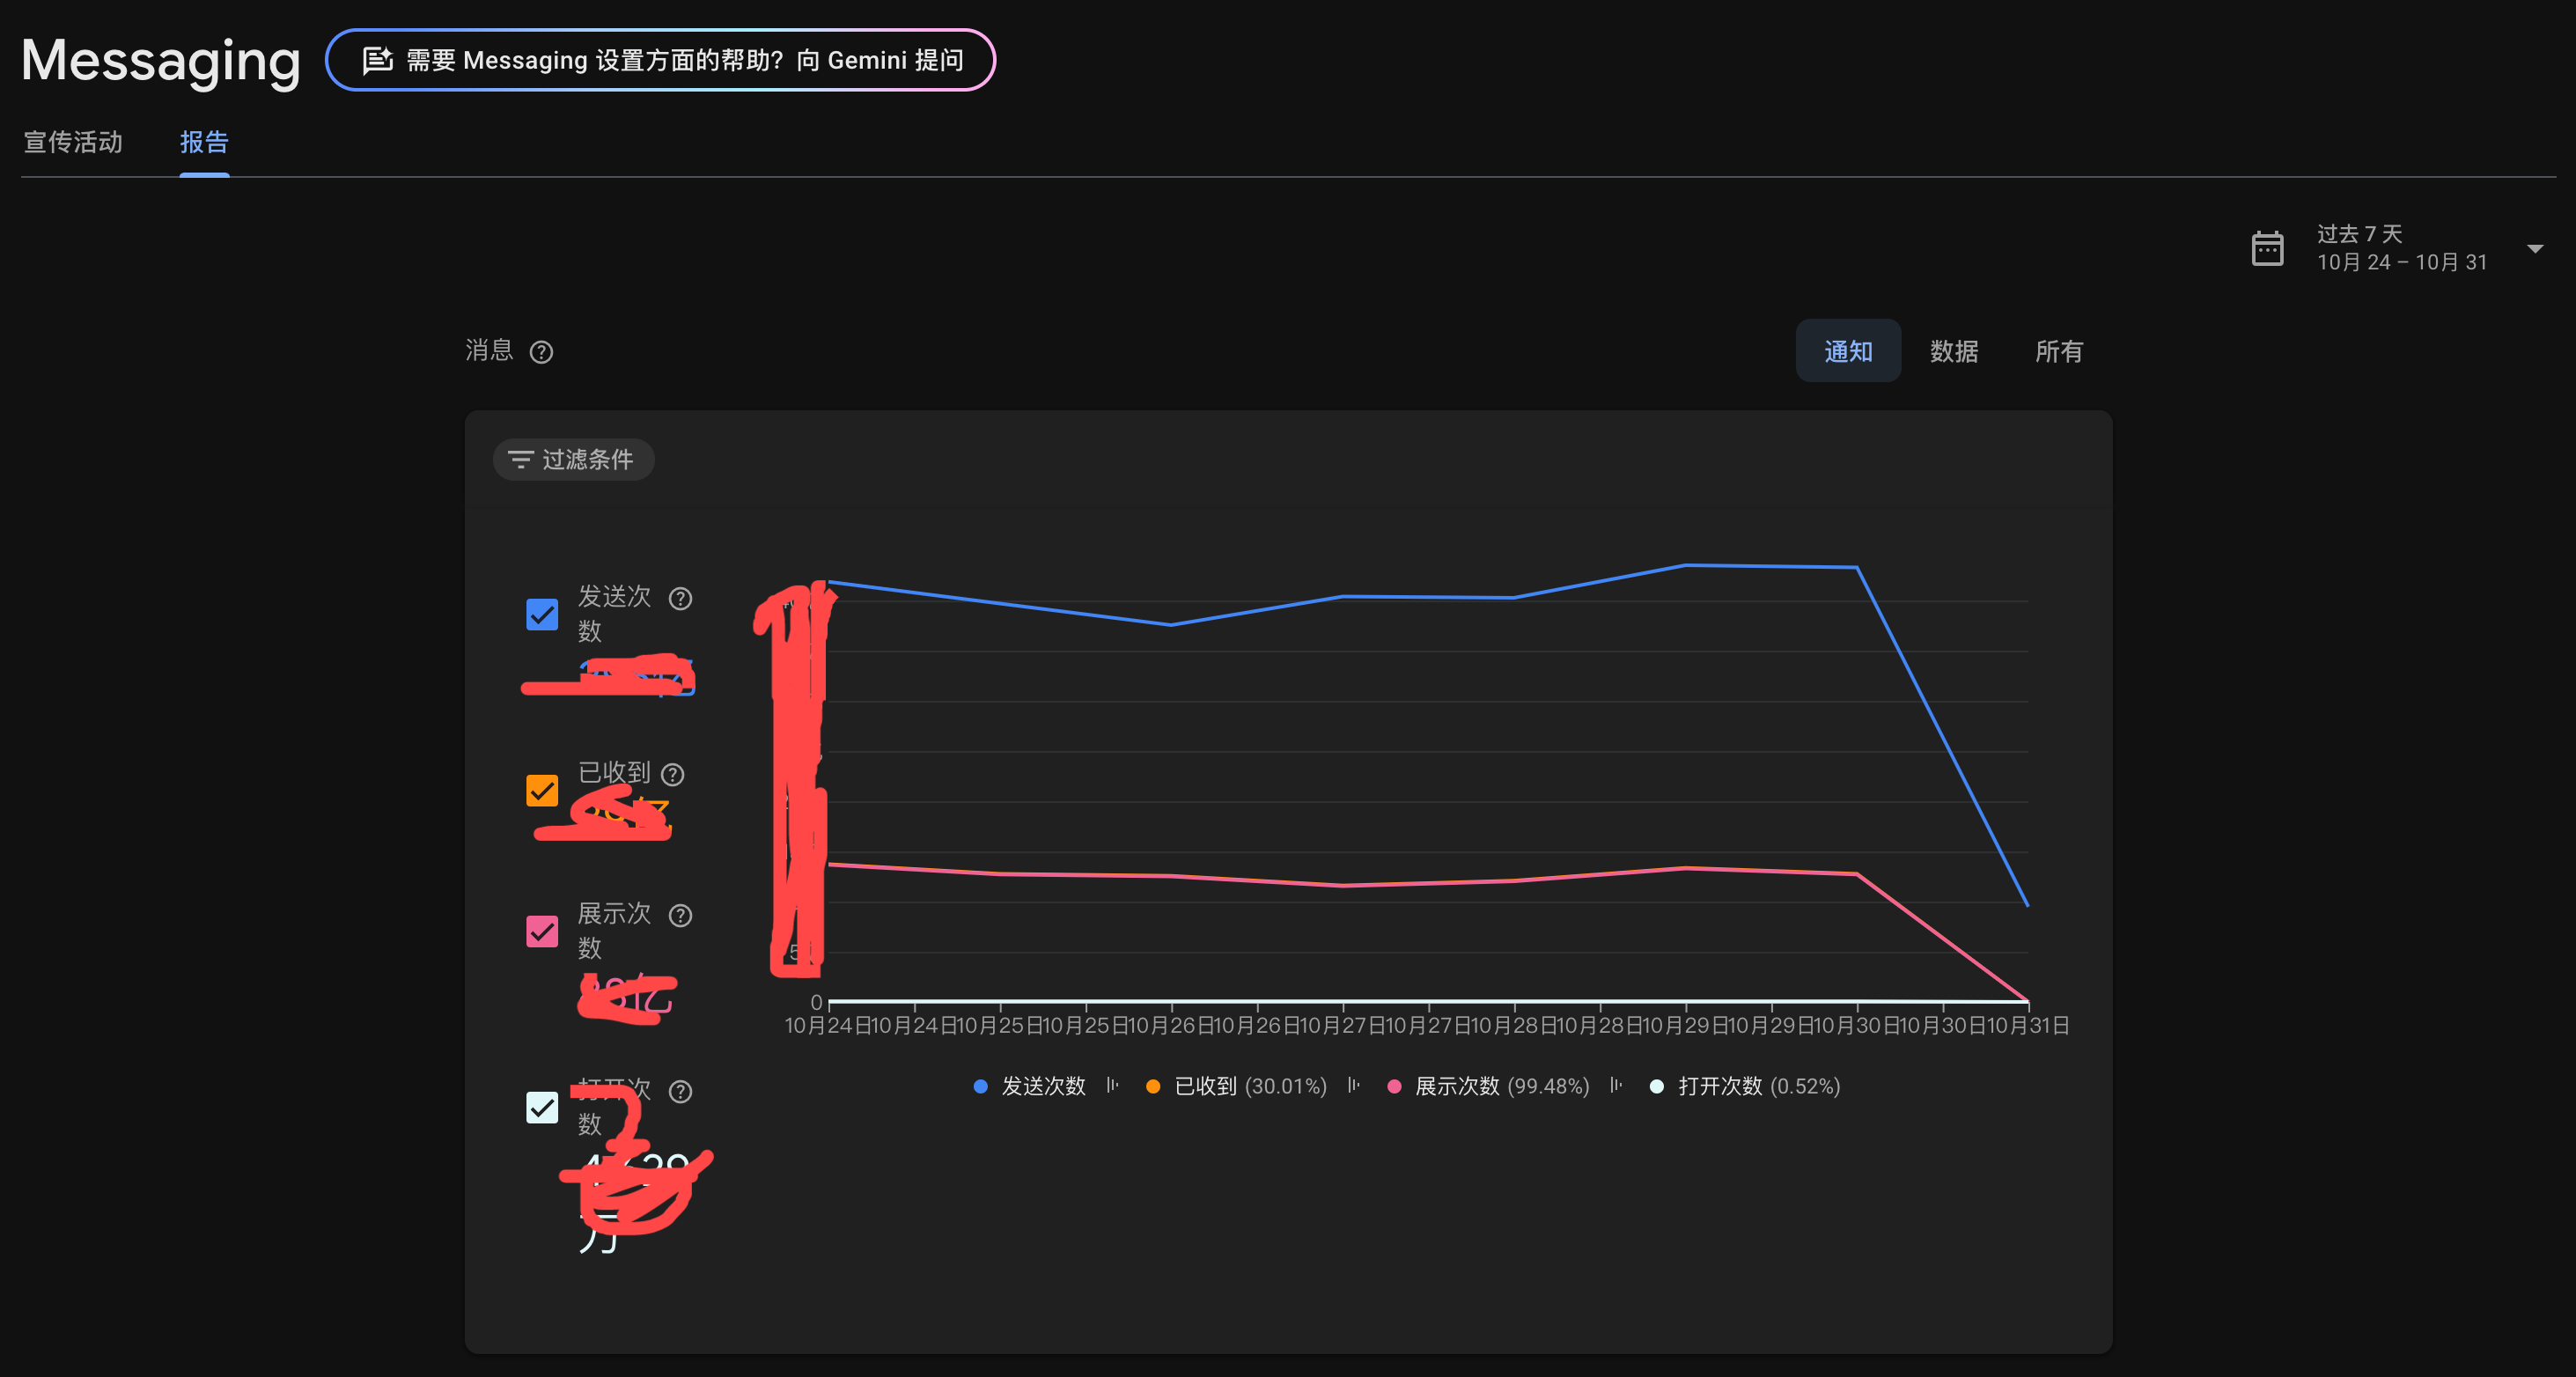 Messaging
需要 Messaging 设置方面的帮助？向 Gemini 提问
宣传活动
报告
过去 7 天
10月 24 – 10月 31
消息
通知
数据
所有
过滤条件
发送次
数
已收到
展示次
数
打开次
数
万
0
10月24日10月24日10月25日10月25日10月26日10月26日10月27日10月27日10月28日10月28日10月29日10月29日10月30日10月30日10月31日
发送次数
已收到 (30.01%)
展示次数 (99.48%)
打开次数 (0.52%)